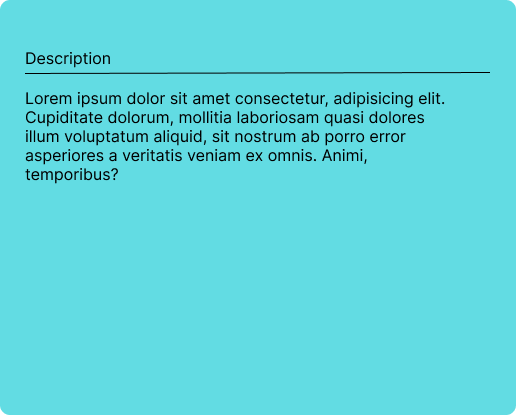 Description
Lorem ipsum dolor sit amet consectetur, adipisicing elit.
Cupiditate dolorum, mollitia laboriosam quasi dolores
illum voluptatum aliquid, sit nostrum ab porro error
asperiores a veritatis veniam ex omnis. Animi,
temporibus?